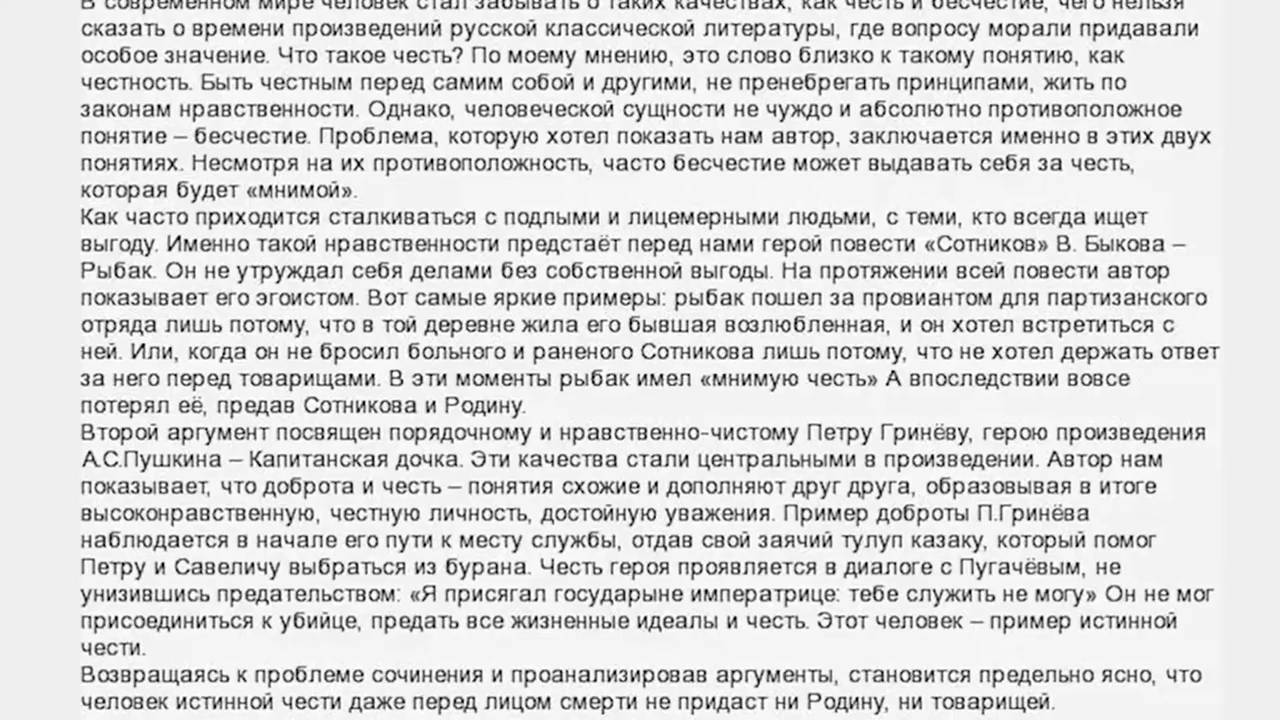 В современном мире человек стал забывать о таких качествах, как честь и бесчестие, чего нельзя
сказать о времени произведений русской классической литературы, где вопросу морали придавали
особое значение. Что такое честь? По моему мнению, это слово близко к такому понятию, как
честность. Быть честным перед самим собой и другими, не пренебрегать принципами, жить по
законам нравственности. Однако, человеческой сущности не чуждо и абсолютно противоположное
понятие – бесчестие. Проблема, которую хотел показать нам автор, заключается именно в этих двух
понятиях. Несмотря на их противоположность, часто бесчестие может выдавать себя за честь,
которая будет «мнимой».
Как часто приходится сталкиваться с подлыми и лицемерными людьми, с теми, кто всегда ищет
выгоду. Именно такой нравственности предстаёт перед нами герой повести «Сотников» В. Быкова –
Рыбак. Он не утруждал себя делами без собственной выгоды. На протяжении всей повести автор
показывает его эгоистом. Вот самые яркие примеры: рыбак пошел за провиантом для партизанского
отряда лишь потому, что в той деревне жила его бывшая возлюбленная, и он хотел встретиться с
ней. Или, когда он не бросил больного и раненого Сотникова лишь потому, что не хотел держать ответ
за него перед товарищами. В эти моменты рыбак имел «мнимую честь» А впоследствии вовсе
потерял её, предав Сотникова и Родину.
Второй аргумент посвящен порядочному и нравственно-чистому Петру Гринёву, герою произведения
А.С.Пушкина – Капитанская дочка. Эти качества стали центральными в произведении. Автор нам
показывает, что доброта и честь – понятия схожие и дополняют друг друга, образовывая в итоге
высоконравственную, честную личность, достойную уважения. Пример доброты П.Гринёва
наблюдается в начале его пути к месту службы, отдав свой заячий тулуп казаку, который помог
Петру и Савеличу выбраться из бурана. Честь героя проявляется в диалоге с Пугачёвым, не
унизившись предательством: «Я присягал государыне императрице: тебе служить не могу» Он не мог
присоединиться к убийце, предать все жизненные идеалы и честь. Этот человек – пример истинной
чести.
Возвращаясь к проблеме сочинения и проанализировав аргументы, становится предельно ясно, что
человек истинной чести даже перед лицом смерти не придаст ни Родину, ни товарищей.